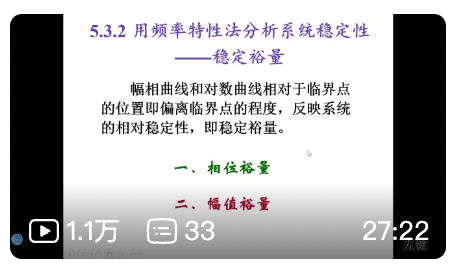 5.3.2 用频率特性法分析系统稳定性
——稳定裕量
幅相曲线和对数曲线相对于临界点
的位置即偏离临界点的程度，反映系统
的相对稳定性，即稳定裕量。
一、相位裕量
二、幅值裕量
1.1万 33 27:22